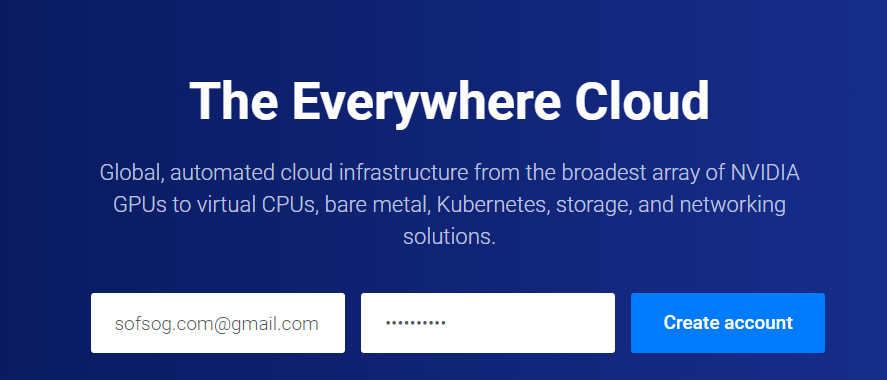 The Everywhere Cloud
Global, automated cloud infrastructure from the broadest array of NVIDIA
GPUs to virtual CPUs, bare metal, Kubernetes, storage, and networking
solutions.
sofsog.com@gmail.com
••••••••••
Create account